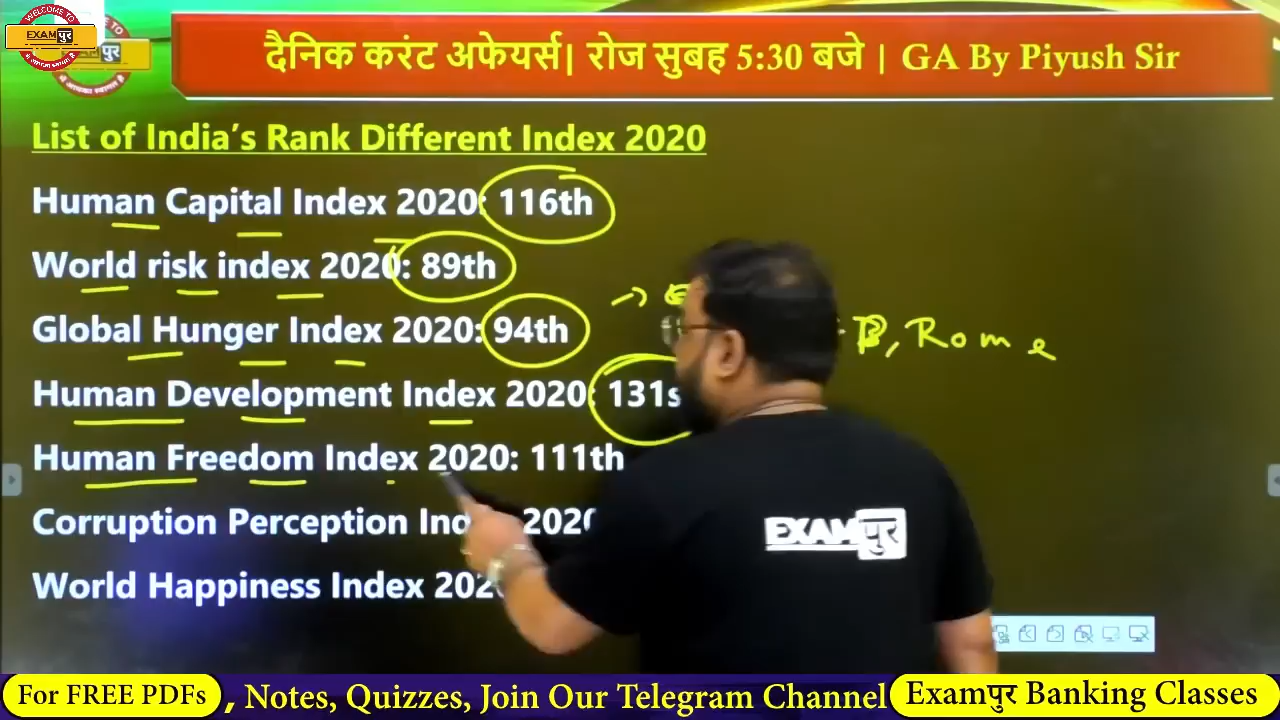 WELCOME TO
EXAMपुर
दैनिक करंट अफेयर्स| रोज सुबह 5:30 बजे | GA By Piyush Sir
List of India's Rank Different Index 2020
Human Capital Index 2020: 116th
World risk index 2020: 89th
Global Hunger Index 2020: 94th
, Rome
Human Development Index 2020: 131s
Human Freedom Index 2020: 111th
Corruption Perception 2020
World Happiness Index
EXAMपुर
For FREE PDFs , Notes, Quizzes, Join Our Telegram Channel Examपुर Banking Classes